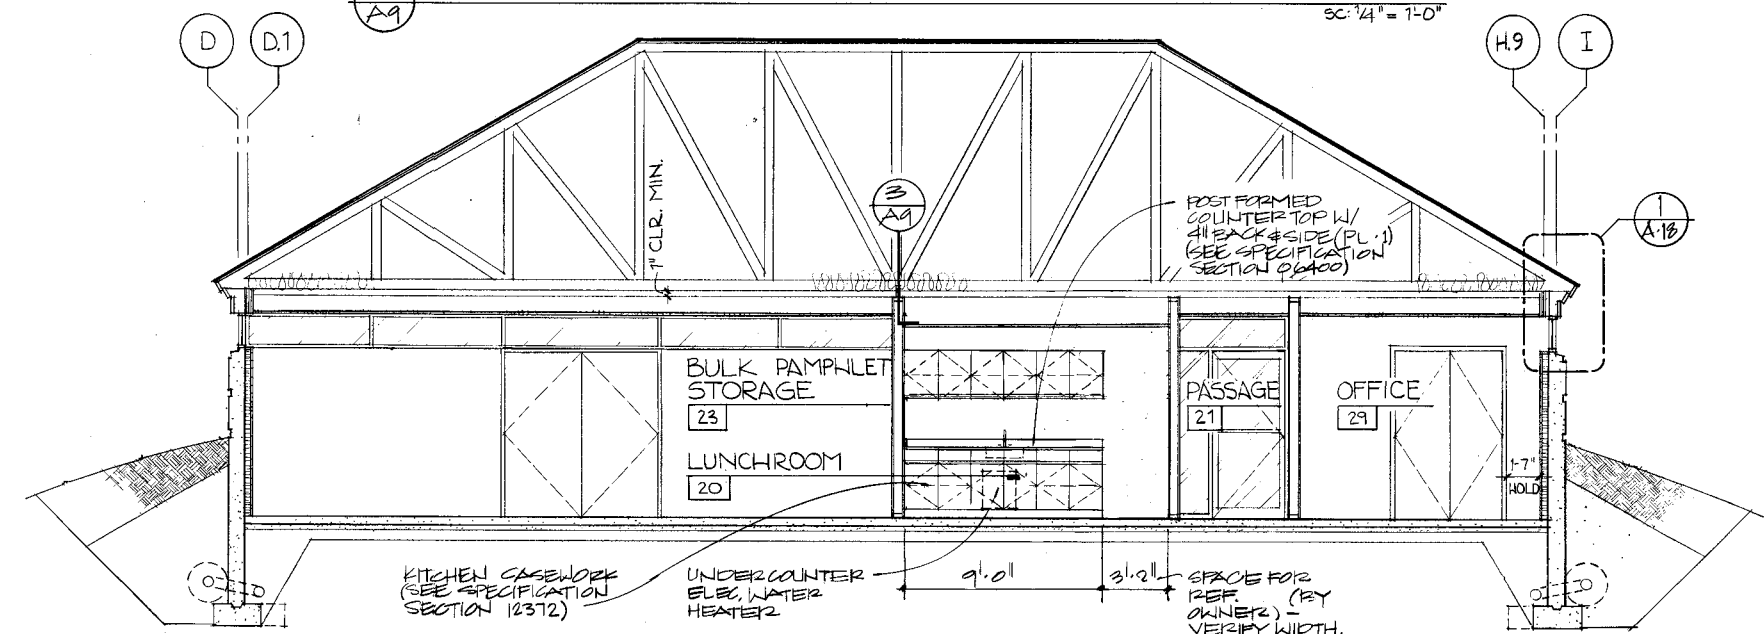 A9
SC: 1/4" = 1'-0"
D
D.1
H.9
I
1" CLR. MIN.
3
A9
POST FORMED
COUNTERTOP W/
4" BACK & SIDE (PL-1)
(SEE SPECIFICATION
SECTION 06400)
1
A-18
BULK PAMPHLET
STORAGE
23
LUNCHROOM
20
PASSAGE
21
OFFICE
29
1'-7"
HOLD
KITCHEN CASEWORK
(SEE SPECIFICATION
SECTION 12372)
UNDERCOUNTER
ELEC. WATER
HEATER
9'-0"
3'-2"
SPACE FOR
REF. (BY
OWNER) -
VERIFY WIDTH.